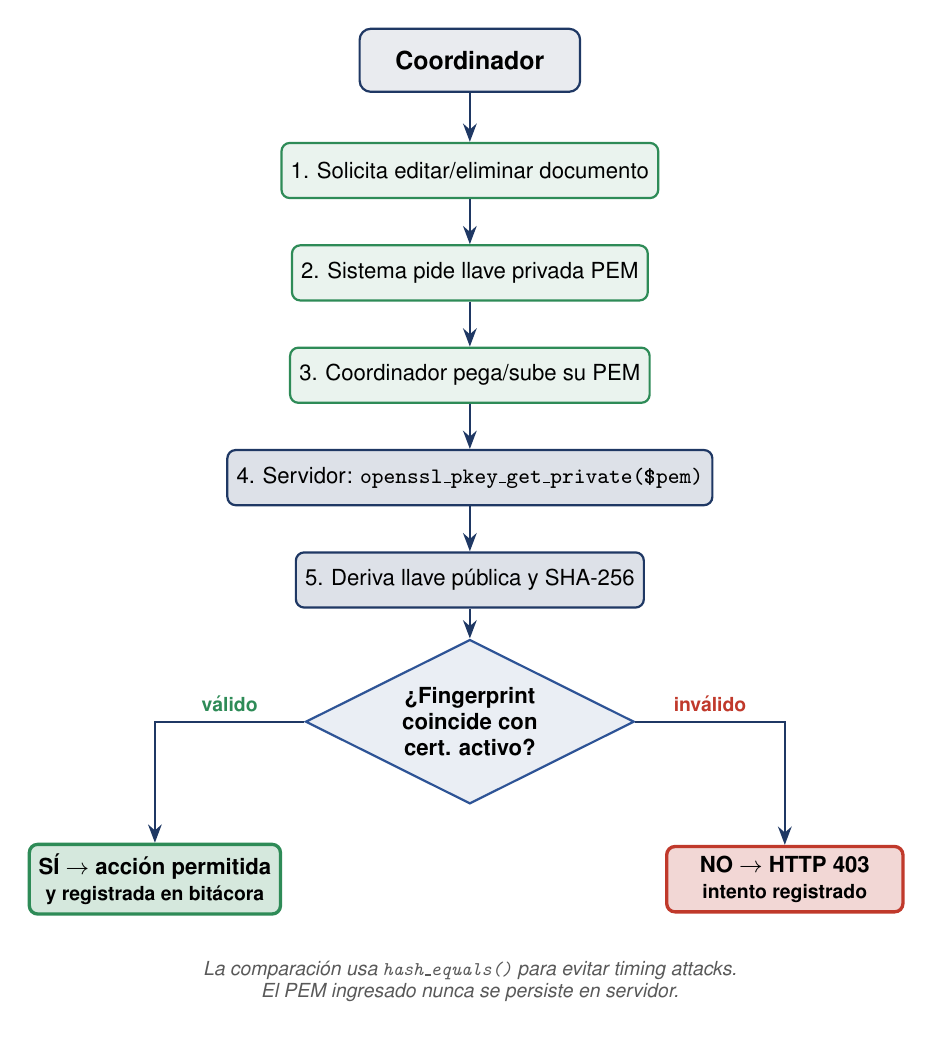 Coordinador
1. Solicita editar/eliminar documento
2. Sistema pide llave privada PEM
3. Coordinador pega/sube su PEM
4. Servidor: openssl_pkey_get_private($pem)
5. Deriva llave pública y SHA-256
¿Fingerprint
coincide con
cert. activo?
válido
inválido
SÍ → acción permitida
y registrada en bitácora
NO → HTTP 403
intento registrado
La comparación usa hash_equals() para evitar timing attacks.
El PEM ingresado nunca se persiste en servidor.